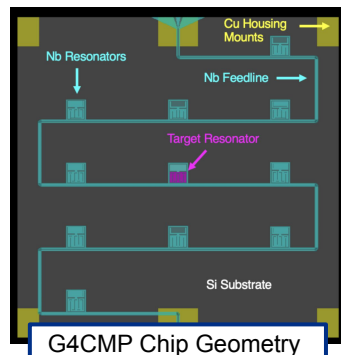 Cu Housing
Mounts
Nb Resonators
Nb Feedline
Target Resonator
Si Substrate
G4CMP Chip Geometry